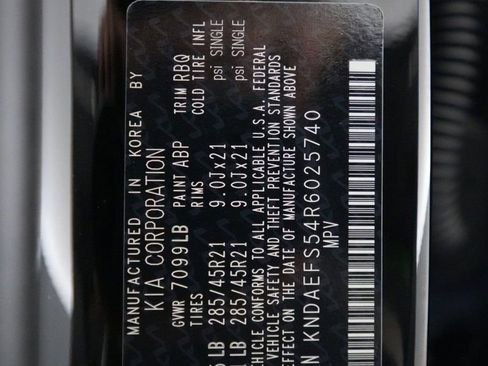 MANUFACTURED IN KOREA BY
KIA CORPORATION
GVWR 7099LB PAINT ABP TRIM RBQ
TIRES RIMS COLD TIRE INFL
LB 285/45R21 9.0Jx21 psi SINGLE
LB 285/45R21 9.0Jx21 psi SINGLE
VEHICLE CONFORMS TO ALL APPLICABLE U.S.A. FEDERAL
VEHICLE SAFETY AND THEFT PREVENTION STANDARDS
EFFECT ON THE DATE OF MANUFACTURE SHOWN ABOVE
N KNDAEFS54R6025740
MPV